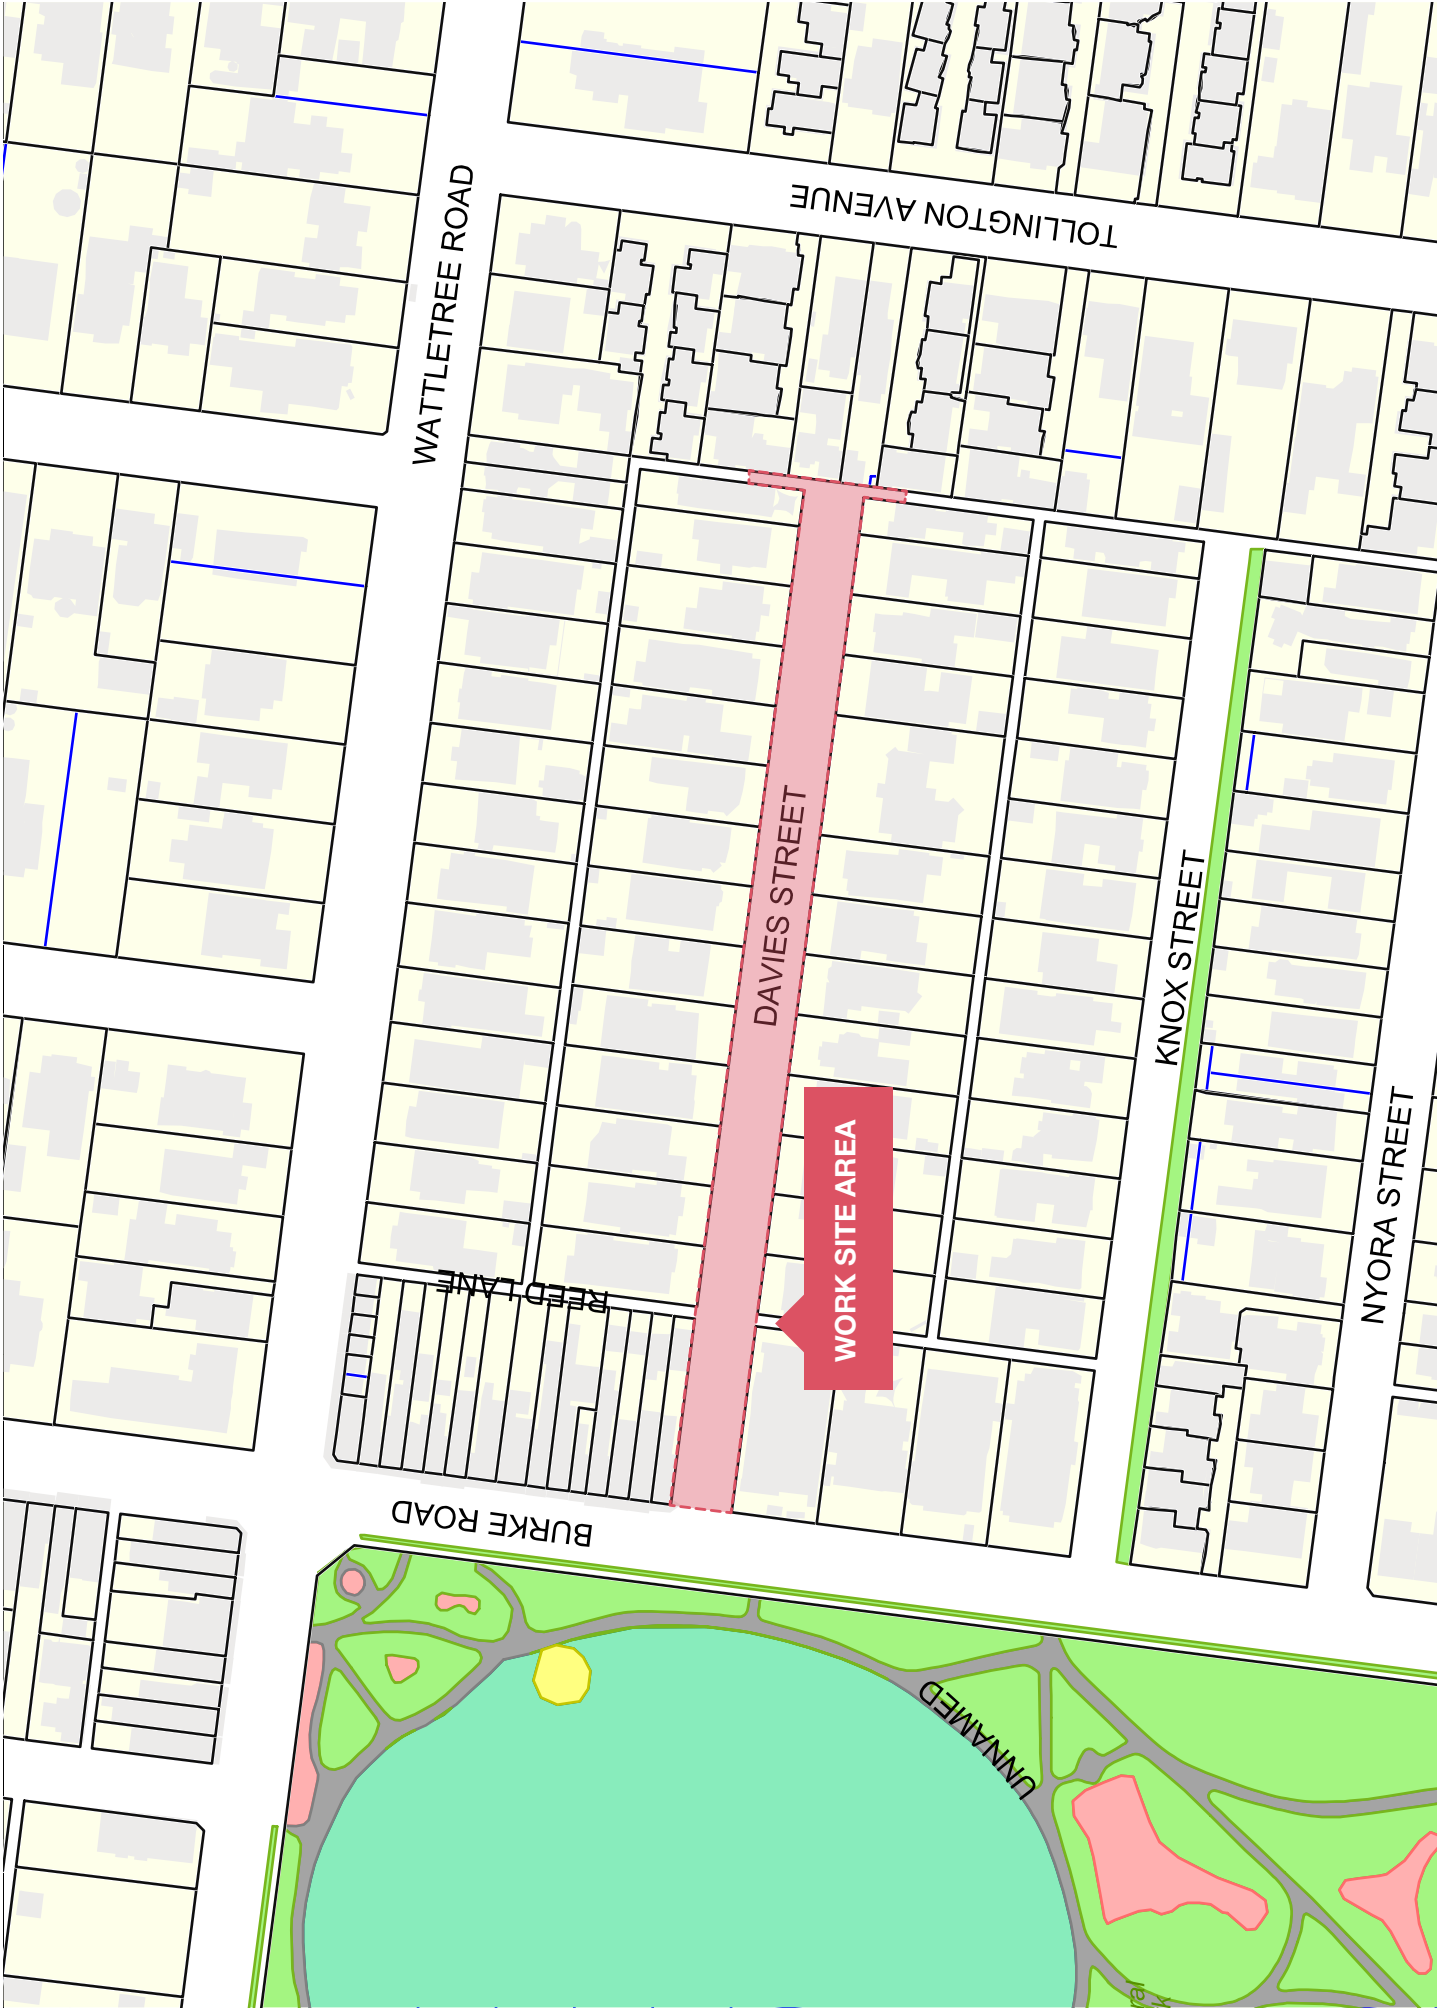 TOLLINGTON AVENUE
WATTLETREE ROAD
DAVIES STREET
KNOX STREET
NYORA STREET
WORK SITE AREA
REED LANE
BURKE ROAD
UNNAMED